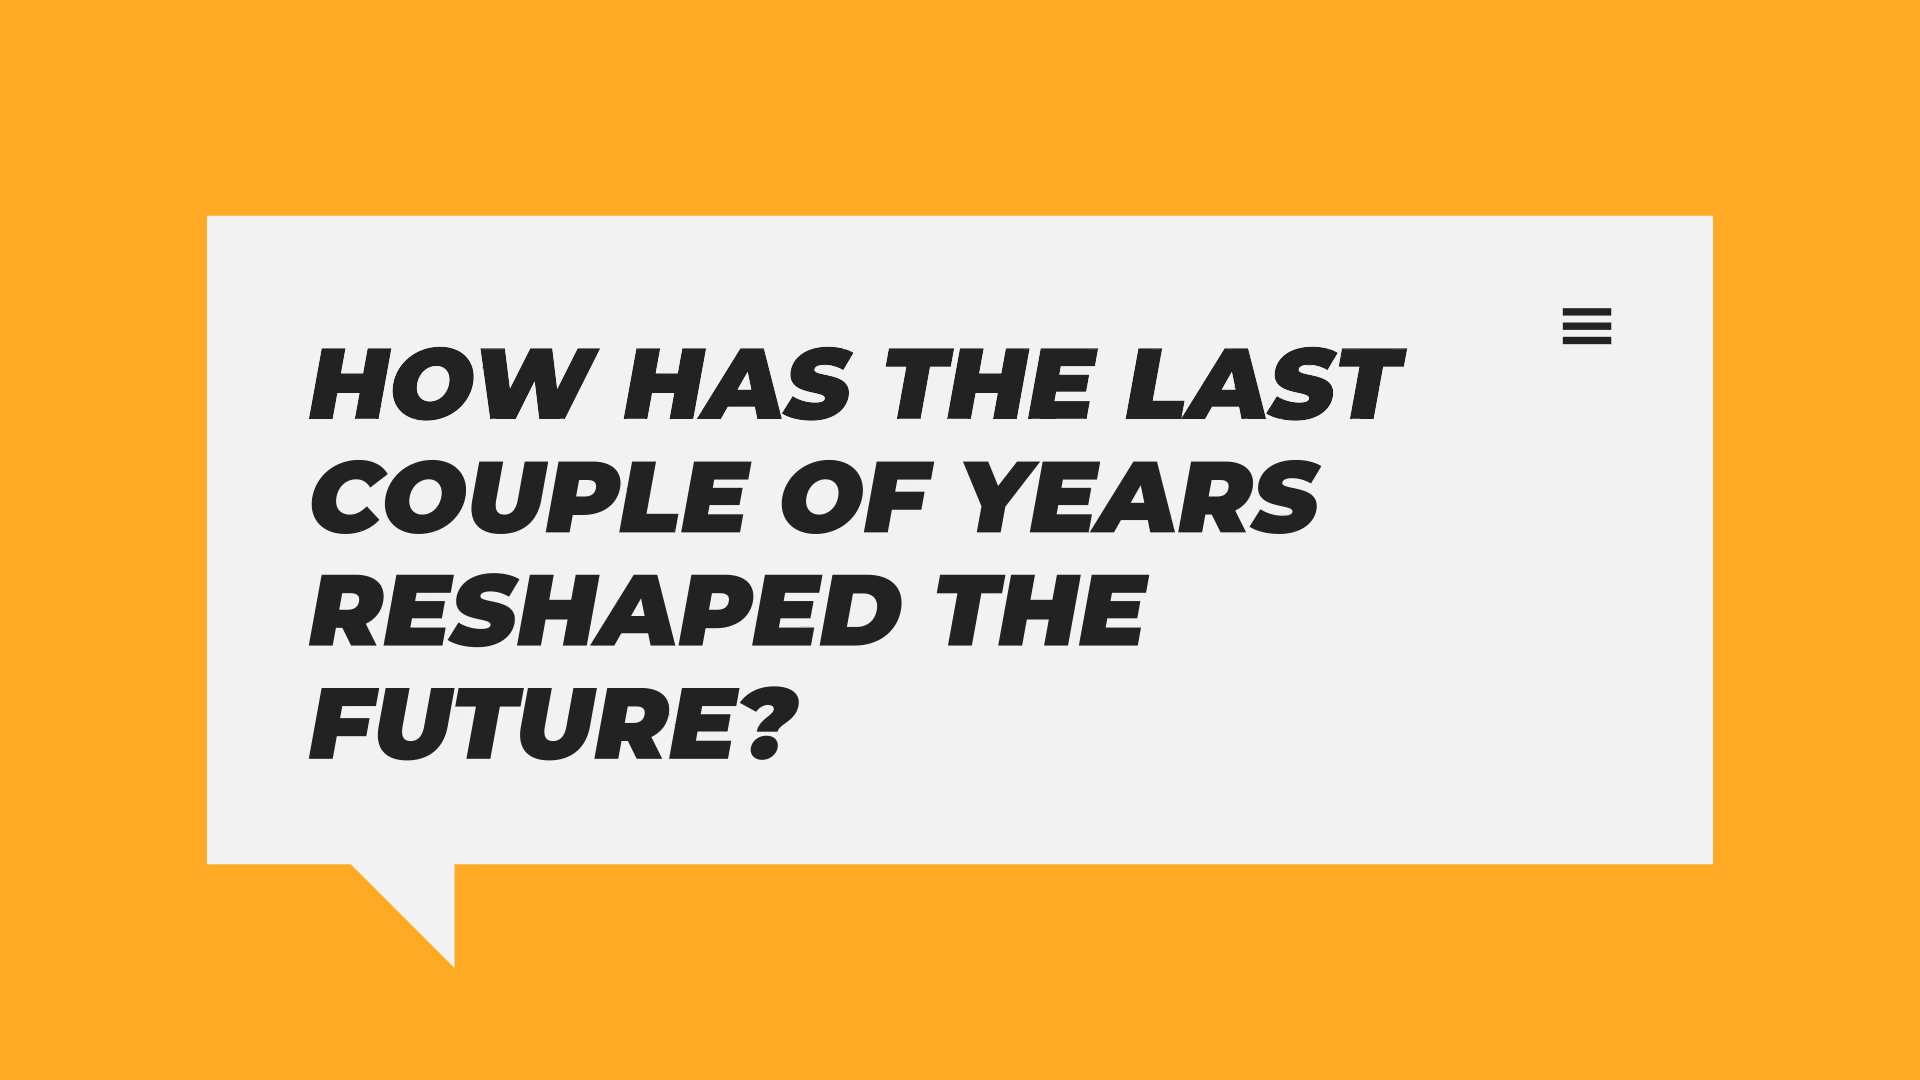 HOW HAS THE LAST
COUPLE OF YEARS
RESHAPED THE
FUTURE?